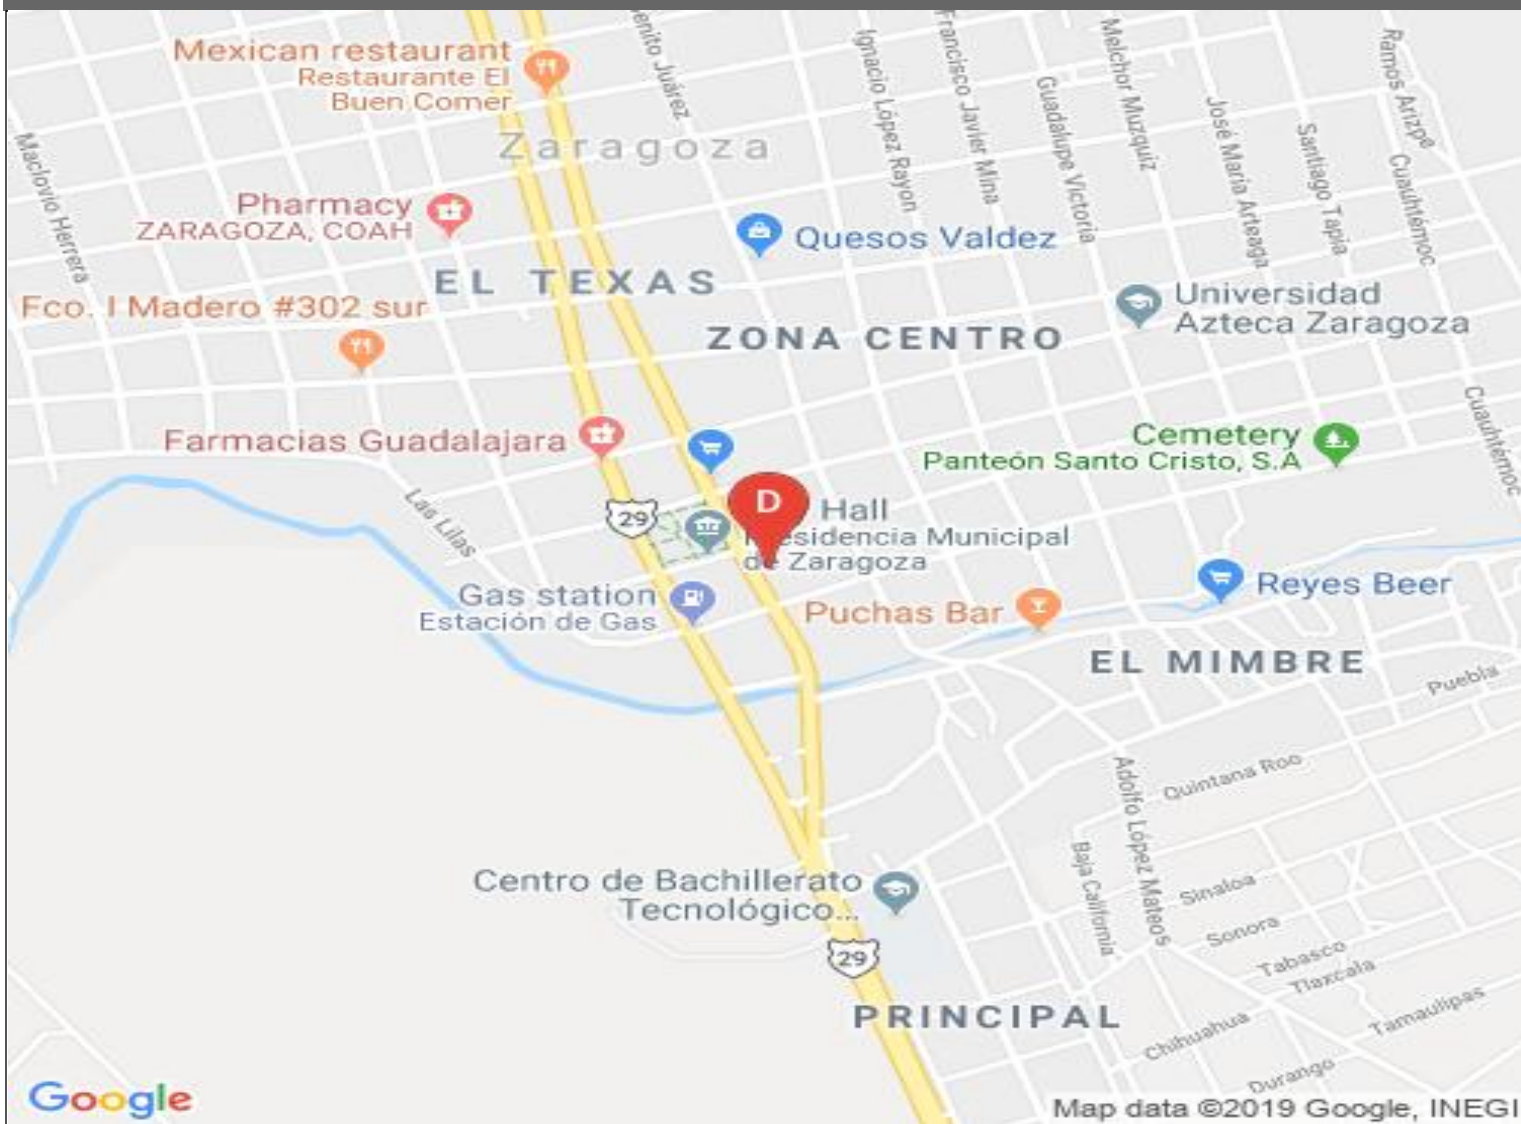 Mexican restaurant
Restaurante El
Buen Comer
enito Juárez
Ignacio López Rayon
Francisco Javier Mina
Guadalupe Victoria
Melchor Muzquiz
José María Arteaga
Santiago Tapia
Ramos Arizpe
Cuauhtémoc
Maclovio Herrera
Zaragoza
Pharmacy
ZARAGOZA, COAH
Quesos Valdez
EL TEXAS
Fco. I Madero #302 sur
ZONA CENTRO
Universidad
Azteca Zaragoza
Cuauhtémoc
Farmacias Guadalajara
Cemetery
Panteón Santo Cristo, S.A
Las Lilas
29
D
Hall
Presidencia Municipal
de Zaragoza
Gas station
Estación de Gas
Puchas Bar
Reyes Beer
EL MIMBRE
Puebla
Quintana Roo
Adolfo López Mateos
Baja California
Centro de Bachillerato
Tecnológico...
Sinaloa
Sonora
Tabasco
Tlaxcala
29
PRINCIPAL
Tamaulipas
Chihuahua
Durango
Google
Map data ©2019 Google, INEGI